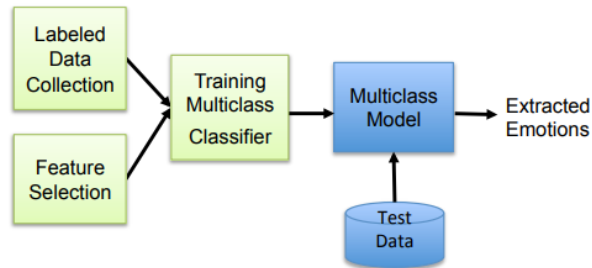 Labeled
Data
Collection
Feature
Selection
Training
Multiclass
Classifier
Multiclass
Model
Extracted
Emotions
Test
Data